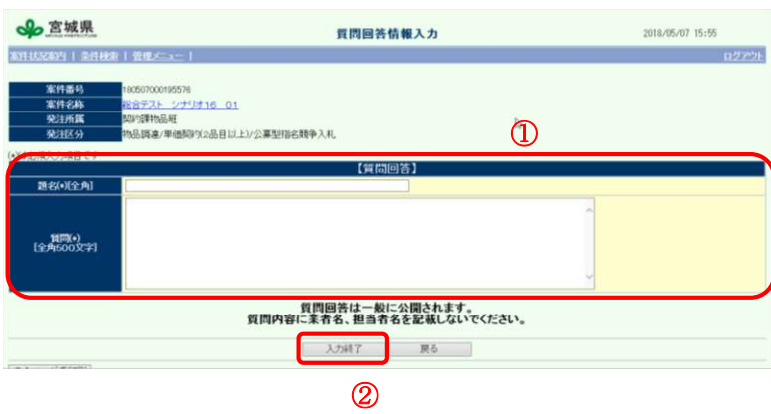 宮城県
質問回答情報入力
2018/05/07 15:55
案件状況案内 | 条件検索 | 管理メニュー |
ログアウト
案件番号 180507000195576
案件名称 総合テスト シナリオ16 01
発注所属 契約課物品班
発注区分 物品調達/単価契約(2品目以上)/公募型指名競争入札
①
【質問回答】
題名(*)[全角]
質問(*)
[全角500文字]
質問回答は一般に公開されます。
質問内容に業者名、担当者名を記載しないでください。
入力終了 戻る
②